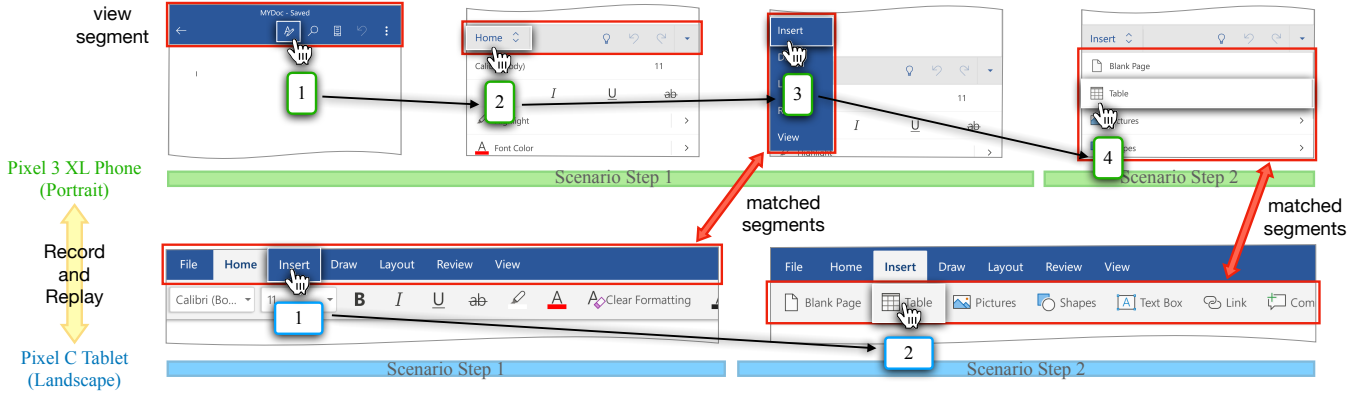 view
segment
MYDoc - Saved
1
Home
Calibri (Body)
11
2
I
U
ab
Highlight
A
Font Color
Insert
3
11
I
U
ab
View
Highlight
Insert
Blank Page
Table
Pictures
4
Pixel 3 XL Phone
(Portrait)
Scenario Step 1
Scenario Step 2
matched
segments
matched
segments
Record
and
Replay
File
Home
Insert
Draw
Layout
Review
View
Calibri (Bo...
11
B
I
U
ab
A
A
Clear Formatting
1
File
Home
Insert
Draw
Layout
Review
View
Blank Page
Table
Pictures
Shapes
A
Text Box
Link
Com
2
Pixel C Tablet
(Landscape)
Scenario Step 1
Scenario Step 2